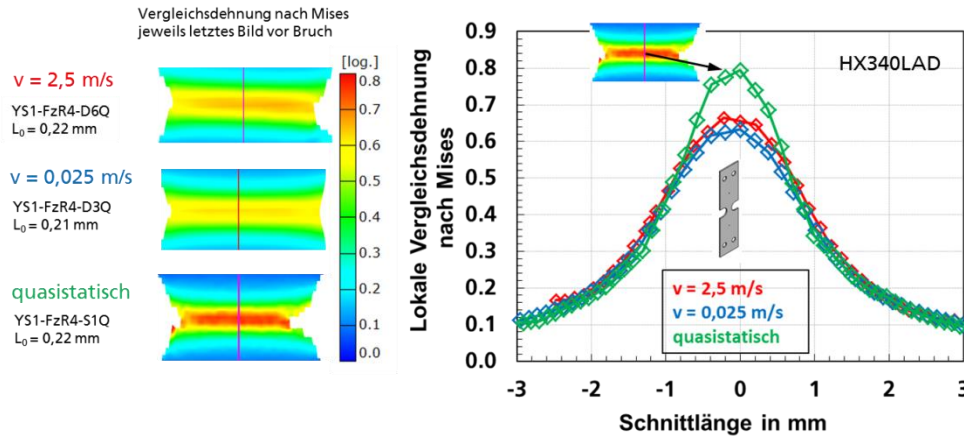 Vergleichsdehnung nach Mises
jeweils letztes Bild vor Bruch
[log.]
v = 2,5 m/s
YS1-FzR4-D6Q
L₀ = 0,22 mm
v = 0,025 m/s
YS1-FzR4-D3Q
L₀ = 0,21 mm
quasistatisch
YS1-FzR4-S1Q
L₀ = 0,22 mm
0.8
0.7
0.6
0.5
0.4
0.3
0.2
0.1
0.0
Lokale Vergleichsdehnung
nach Mises
0.9
0.8
0.7
0.6
0.5
0.4
0.3
0.2
0.1
0.0
HX340LAD
v = 2,5 m/s
v = 0,025 m/s
quasistatisch
-3 -2 -1 0 1 2 3
Schnittlänge in mm